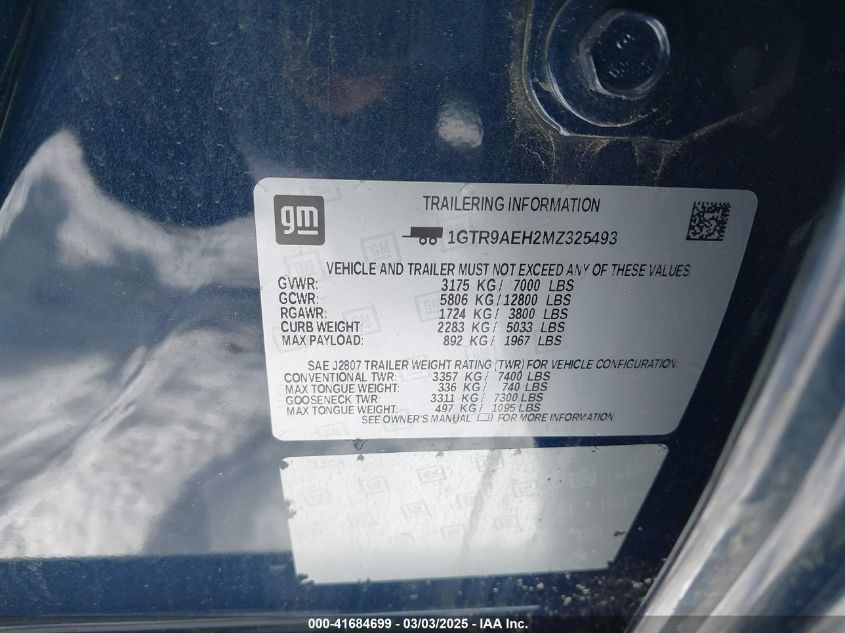 gm
TRAILERING INFORMATION
1GTR9AEH2MZ325493
VEHICLE AND TRAILER MUST NOT EXCEED ANY OF THESE VALUES.
GVWR: 3175 KG/ 7000 LBS
GCWR: 5806 KG/12800 LBS
RGAWR: 1724 KG/ 3800 LBS
CURB WEIGHT: 2283 KG/ 5033 LBS
MAX PAYLOAD: 892 KG/ 1967 LBS
SAE J2807 TRAILER WEIGHT RATING (TWR) FOR VEHICLE CONFIGURATION.
CONVENTIONAL TWR: 3357 KG/ 7400 LBS
MAX TONGUE WEIGHT: 336 KG/ 740 LBS
GOOSENECK TWR: 3311 KG/ 7300 LBS
MAX TONGUE WEIGHT: 497 KG/ 1095 LBS
SEE OWNER'S MANUAL FOR MORE INFORMATION
000-41684699 — 03/03/2025 — IAA Inc.